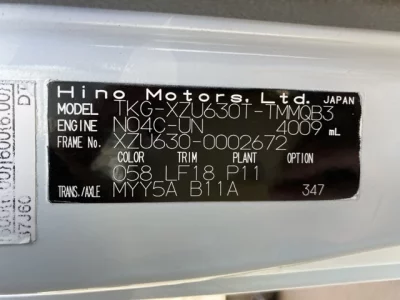 Hino Motors, Ltd. JAPAN
MODEL TKG-XZU630T-TMMQB3
ENGINE N04C-UN 4009 mL
FRAME No. XZU630-0002672
COLOR TRIM PLANT OPTION
058 LF18 P11
TRANS./AXLE MYY5A B11A 347